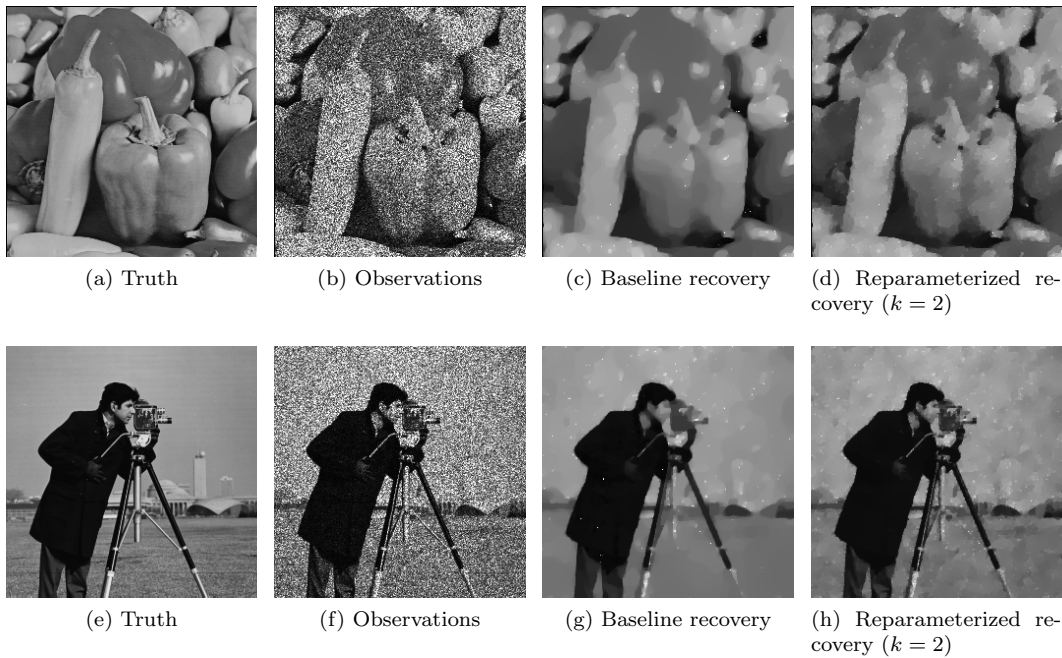 (a) Truth
(b) Observations
(c) Baseline recovery
(d) Reparameterized re-
covery (k = 2)
(e) Truth
(f) Observations
(g) Baseline recovery
(h) Reparameterized re-
covery (k = 2)